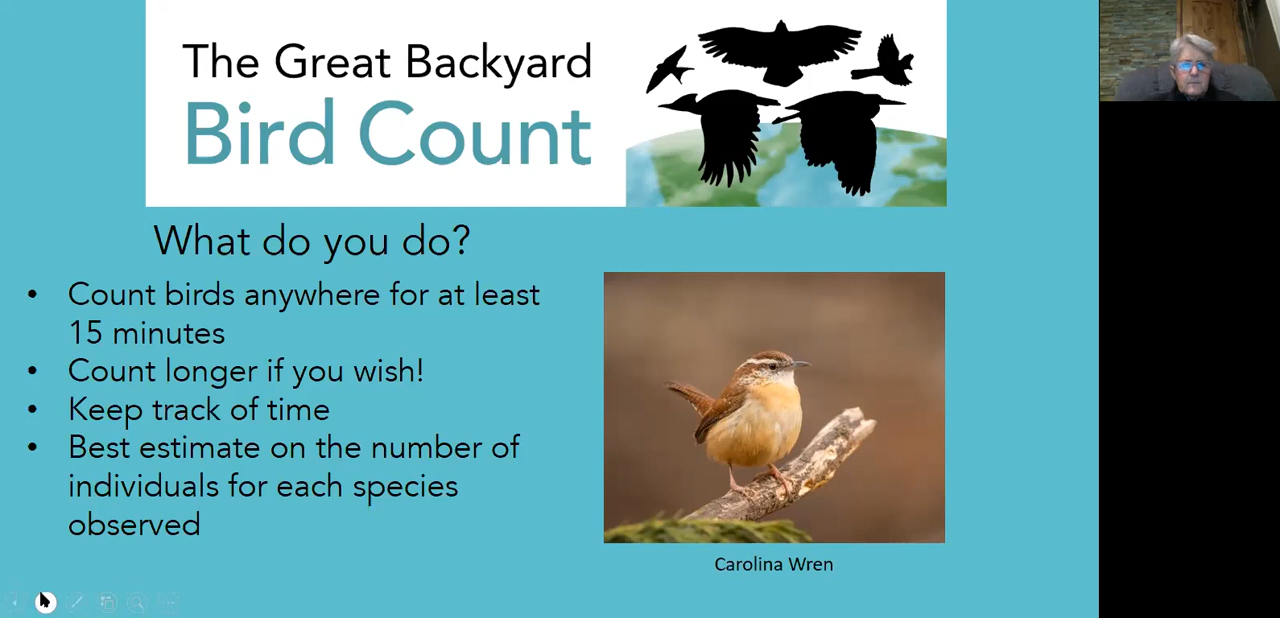 The Great Backyard
Bird Count
What do you do?
• Count birds anywhere for at least
15 minutes
• Count longer if you wish!
• Keep track of time
• Best estimate on the number of
individuals for each species
observed
Carolina Wren